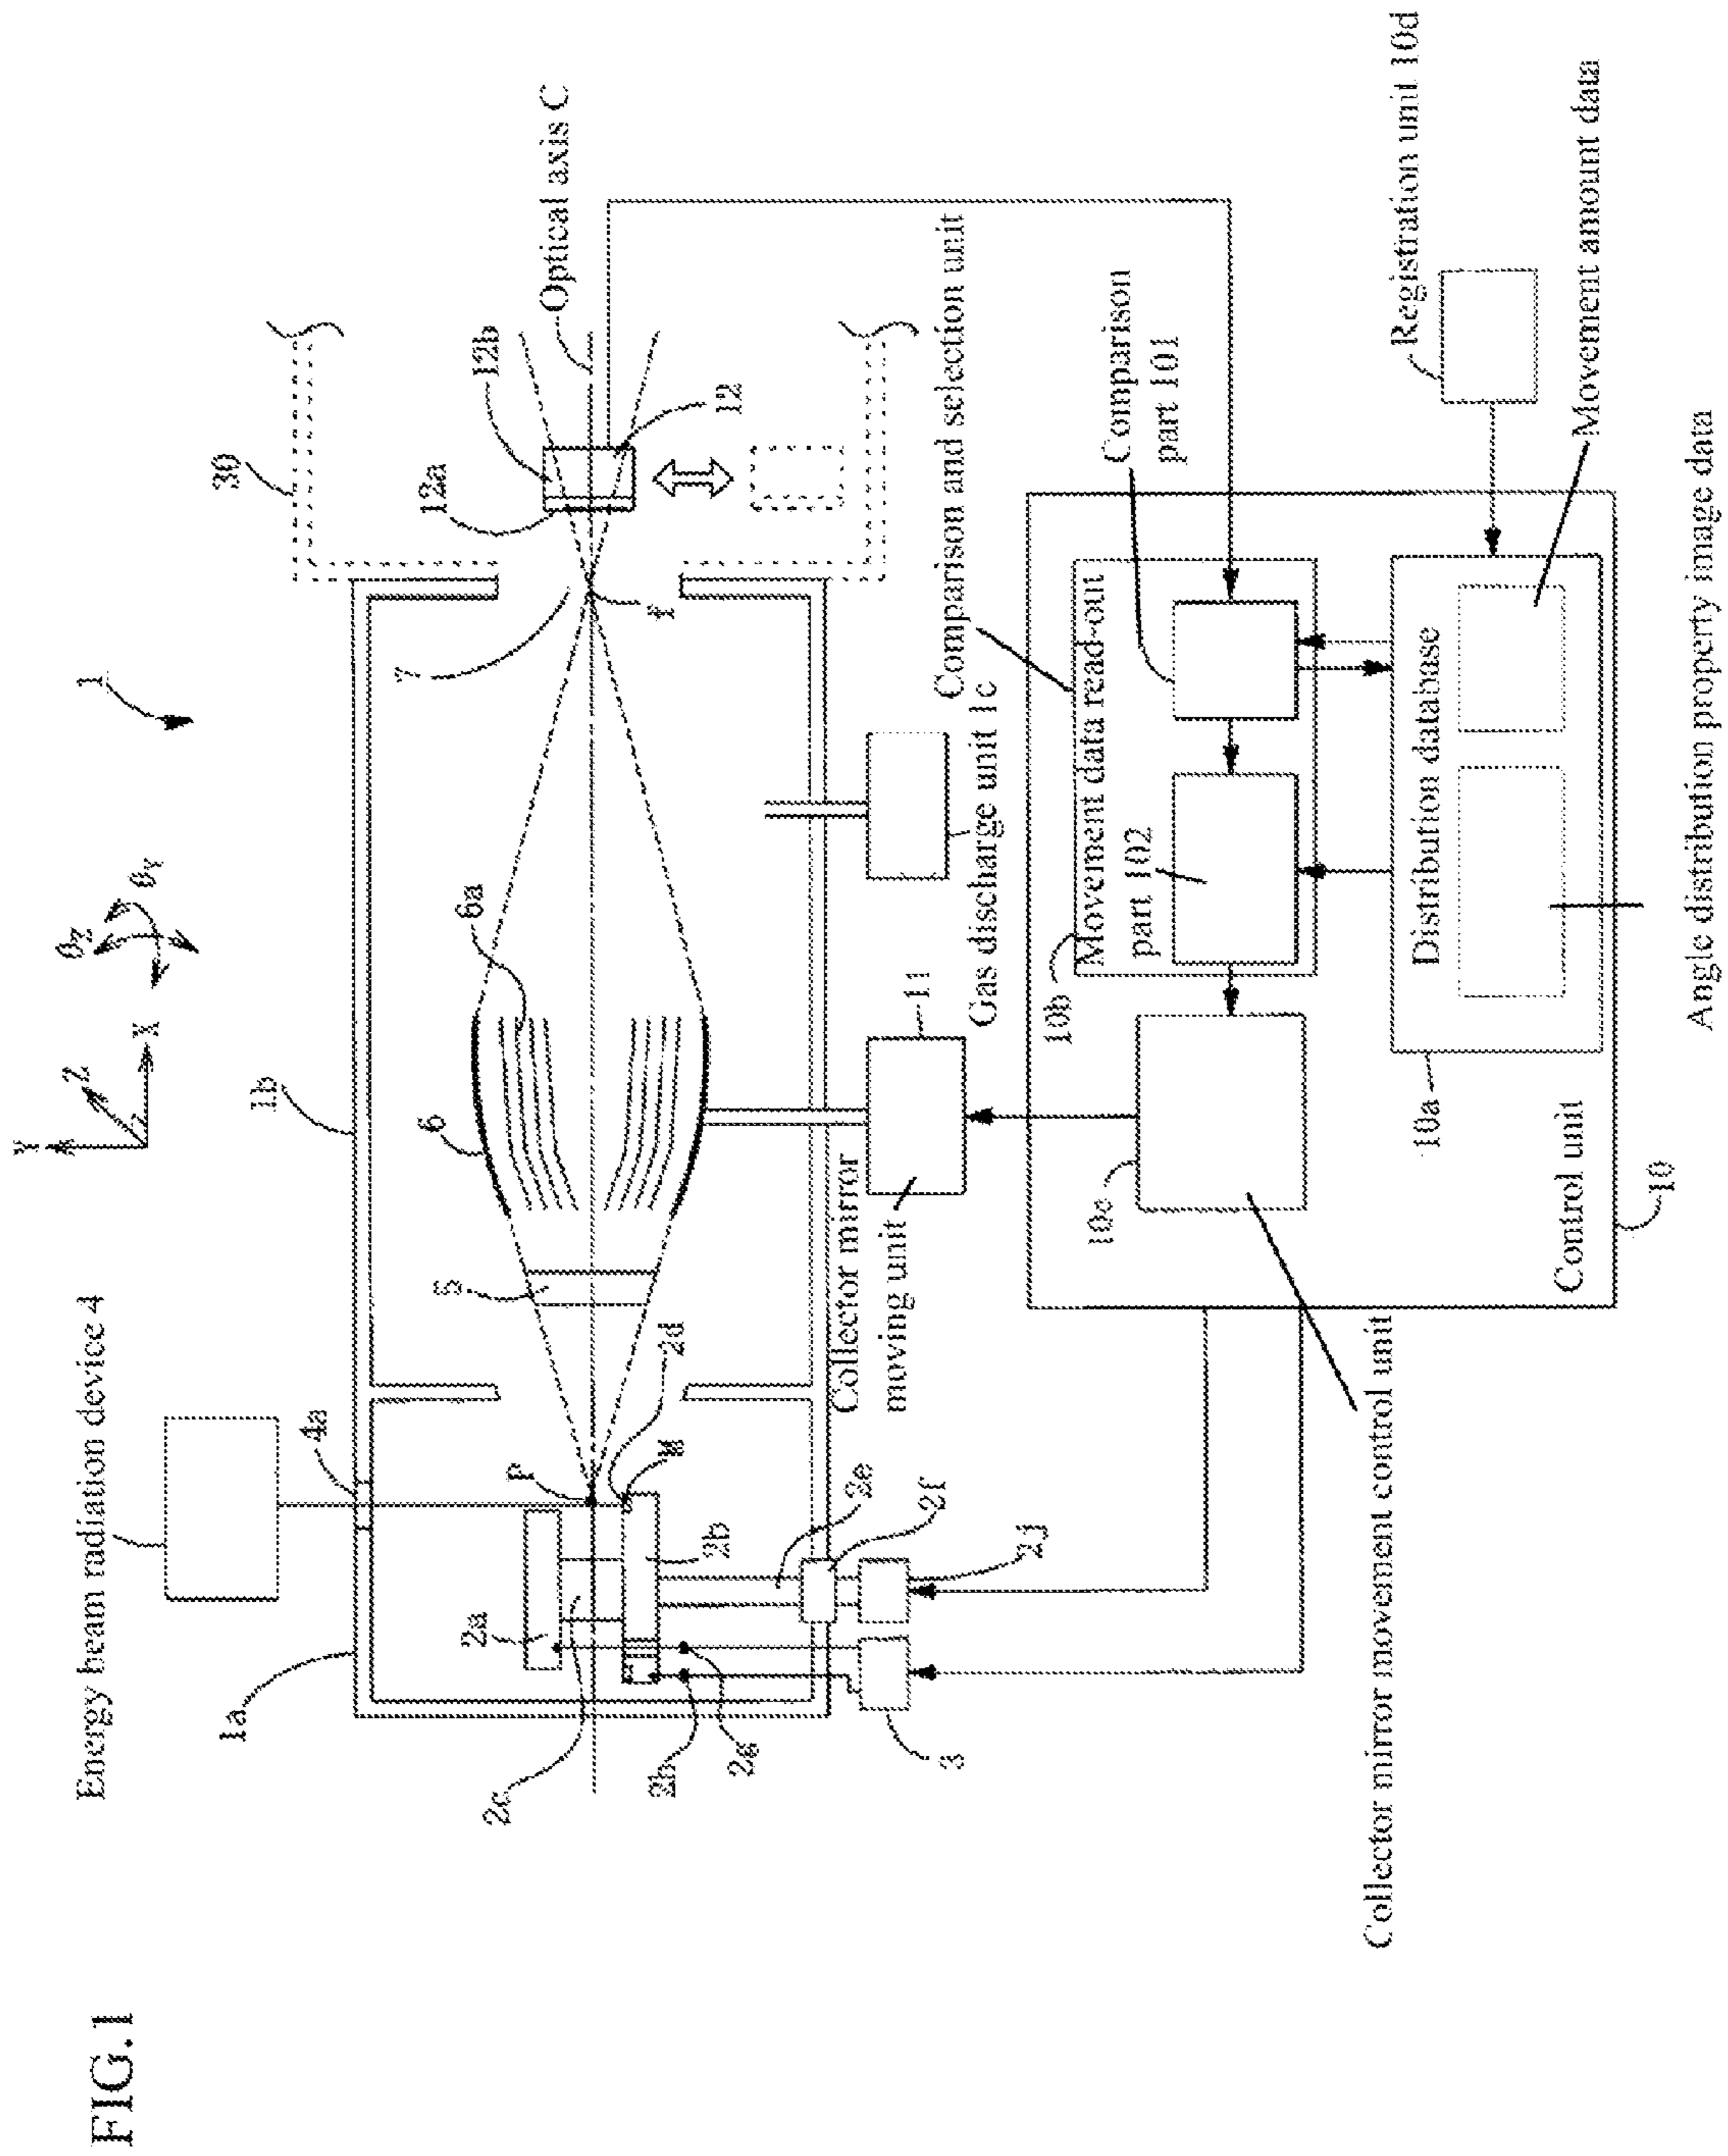 FIG.1
Energy beam radiation device 4
1
Y
Z
X
θZ
θY
1a
4a
1b
30
2c
2a
P
5
6
6a
7
f
12a
12b
12
Optical axis C
2d
M
2b
2h
2g
2e
2f
2j
3
Collector mirror
moving unit
11
Gas discharge unit 1c
Comparison and selection unit
10b
Movement data read-out
part 102
Comparison
part 101
Registration unit 10d
10c
10a
Distribution database
Movement amount data
Control unit
10
Collector mirror movement control unit
Angle distribution property image data